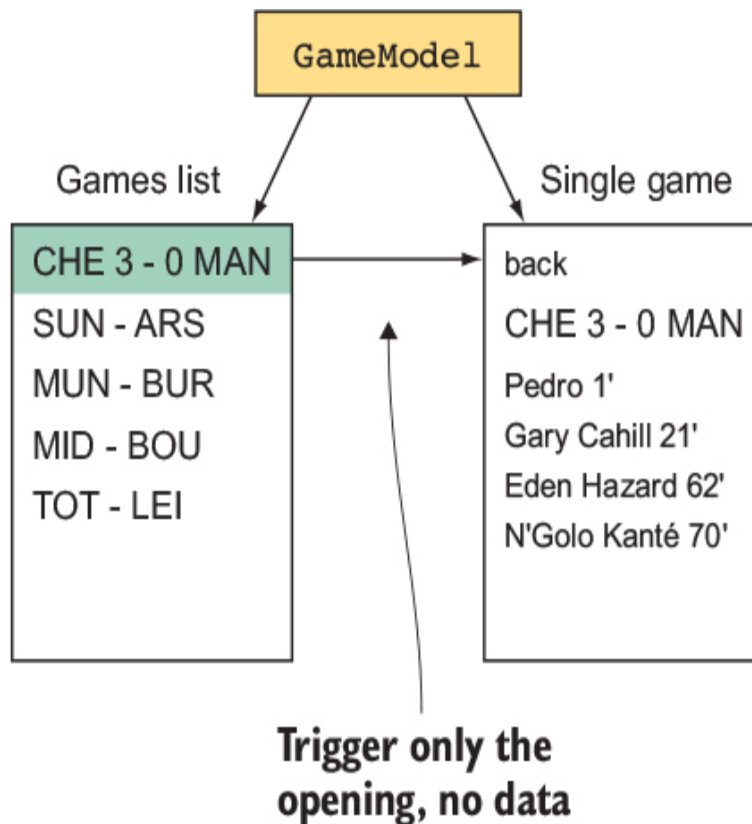 GameModel
Games list
CHE 3 - 0 MAN
SUN - ARS
MUN - BUR
MID - BOU
TOT - LEI
Single game
back
CHE 3 - 0 MAN
Pedro 1'
Gary Cahill 21'
Eden Hazard 62'
N'Golo Kanté 70'
Trigger only the
opening, no data